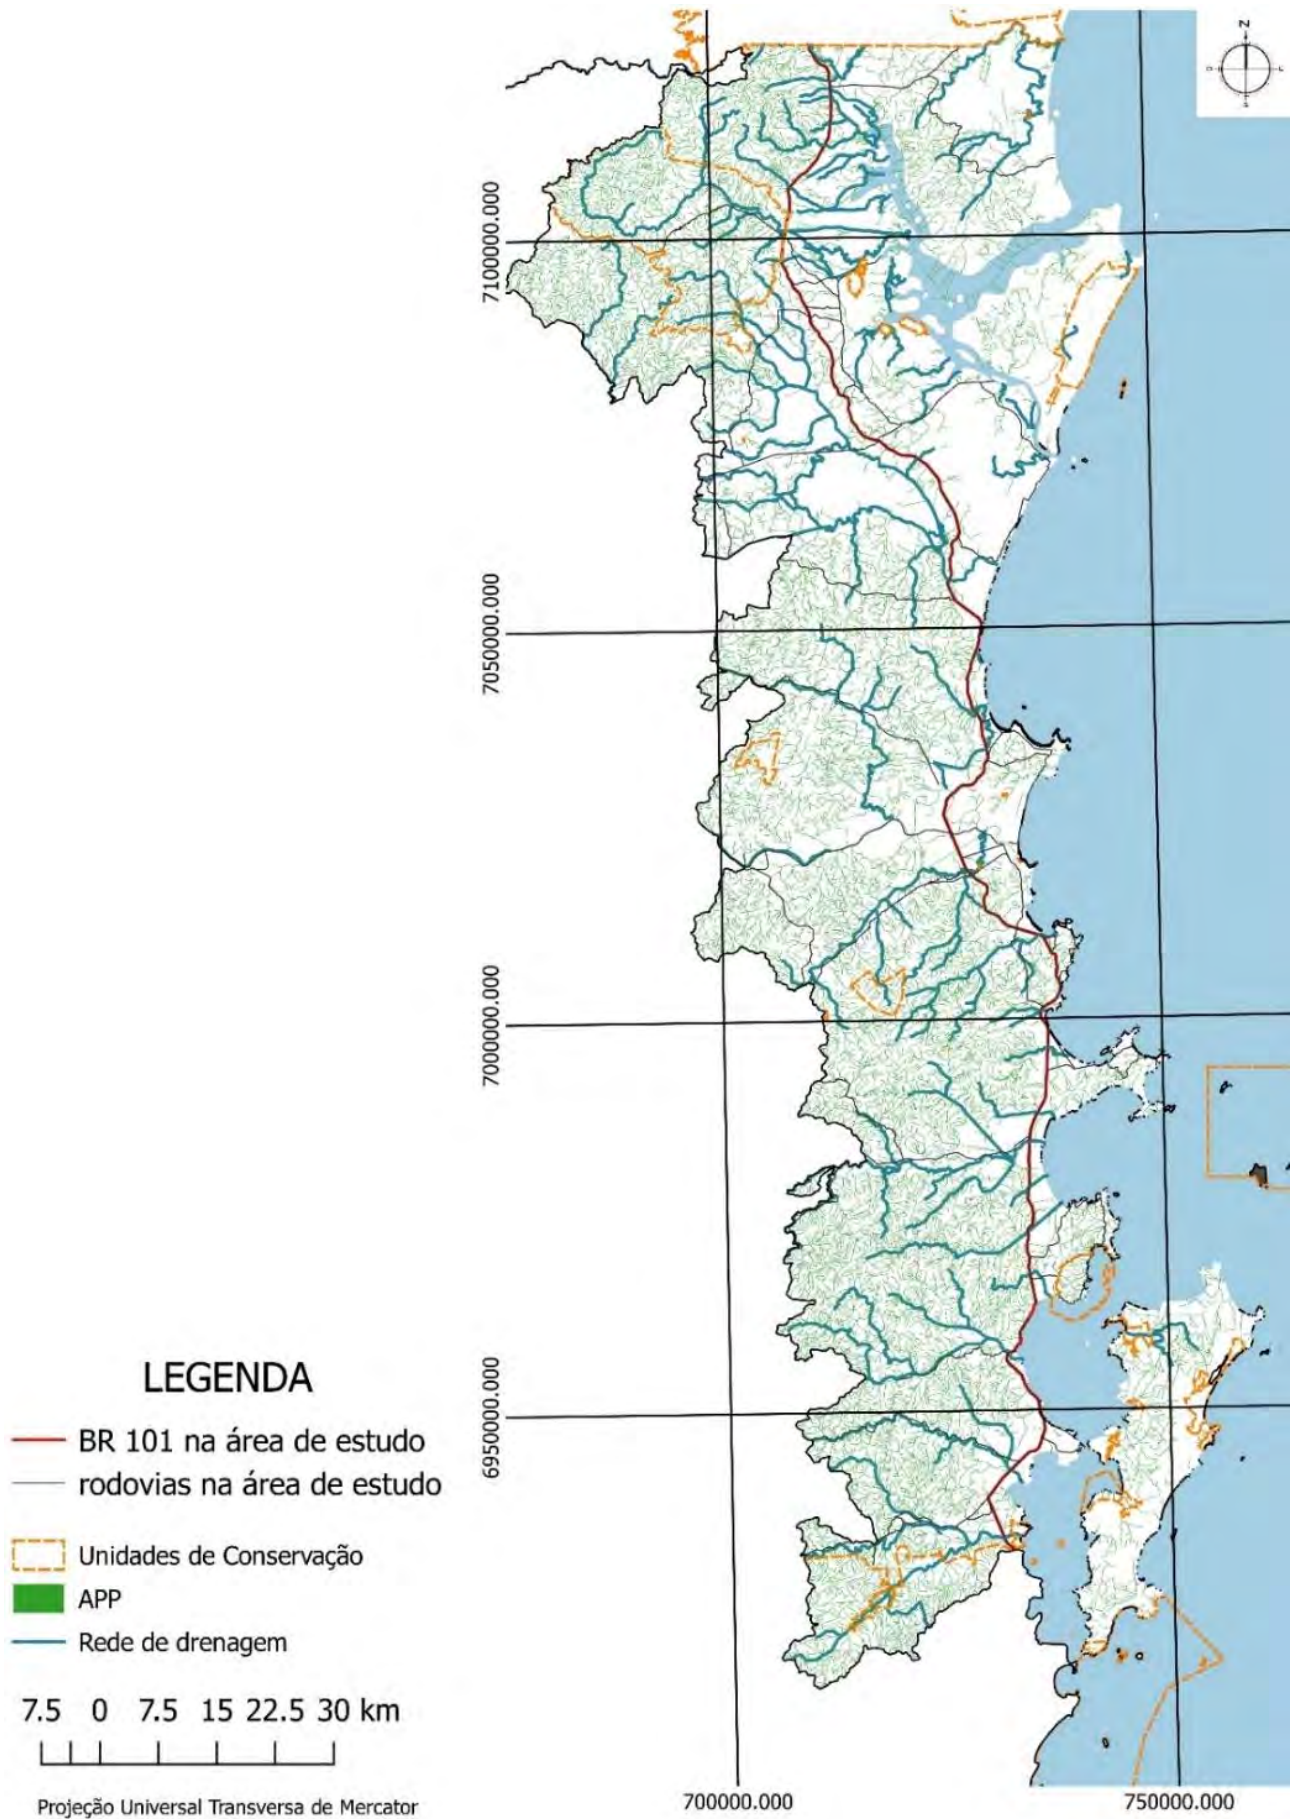 N
7100000.000
7050000.000
7000000.000
6950000.000
LEGENDA
BR 101 na área de estudo
rodovias na área de estudo
Unidades de Conservação
APP
Rede de drenagem
7.5 0 7.5 15 22.5 30 km
Projeção Universal Transversa de Mercator
700000.000 750000.000